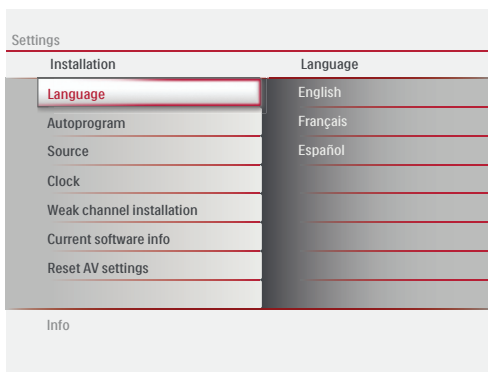 Settings
Installation
Language
Language
English
Autoprogram
Français
Source
Español
Clock
Weak channel installation
Current software info
Reset AV settings
Info